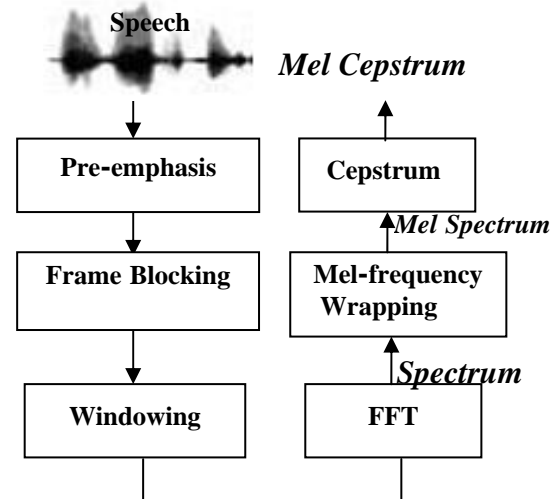 Speech
Pre-emphasis
Frame Blocking
Windowing
FFT
Spectrum
Mel-frequency
Wrapping
Mel Spectrum
Cepstrum
Mel Cepstrum